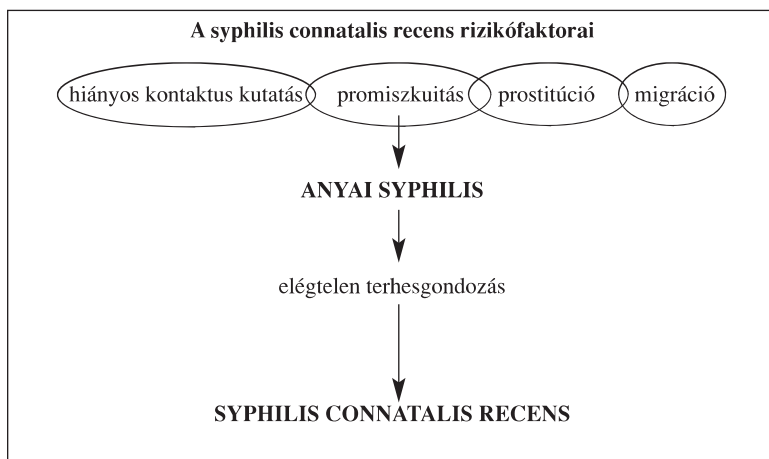 A syphilis connatalis recens rizikófaktorai
hiányos kontaktus kutatás promiszkuitás prostitúció migráció
ANYAI SYPHILIS
elégtelen terhesgondozás
SYPHILIS CONNATALIS RECENS